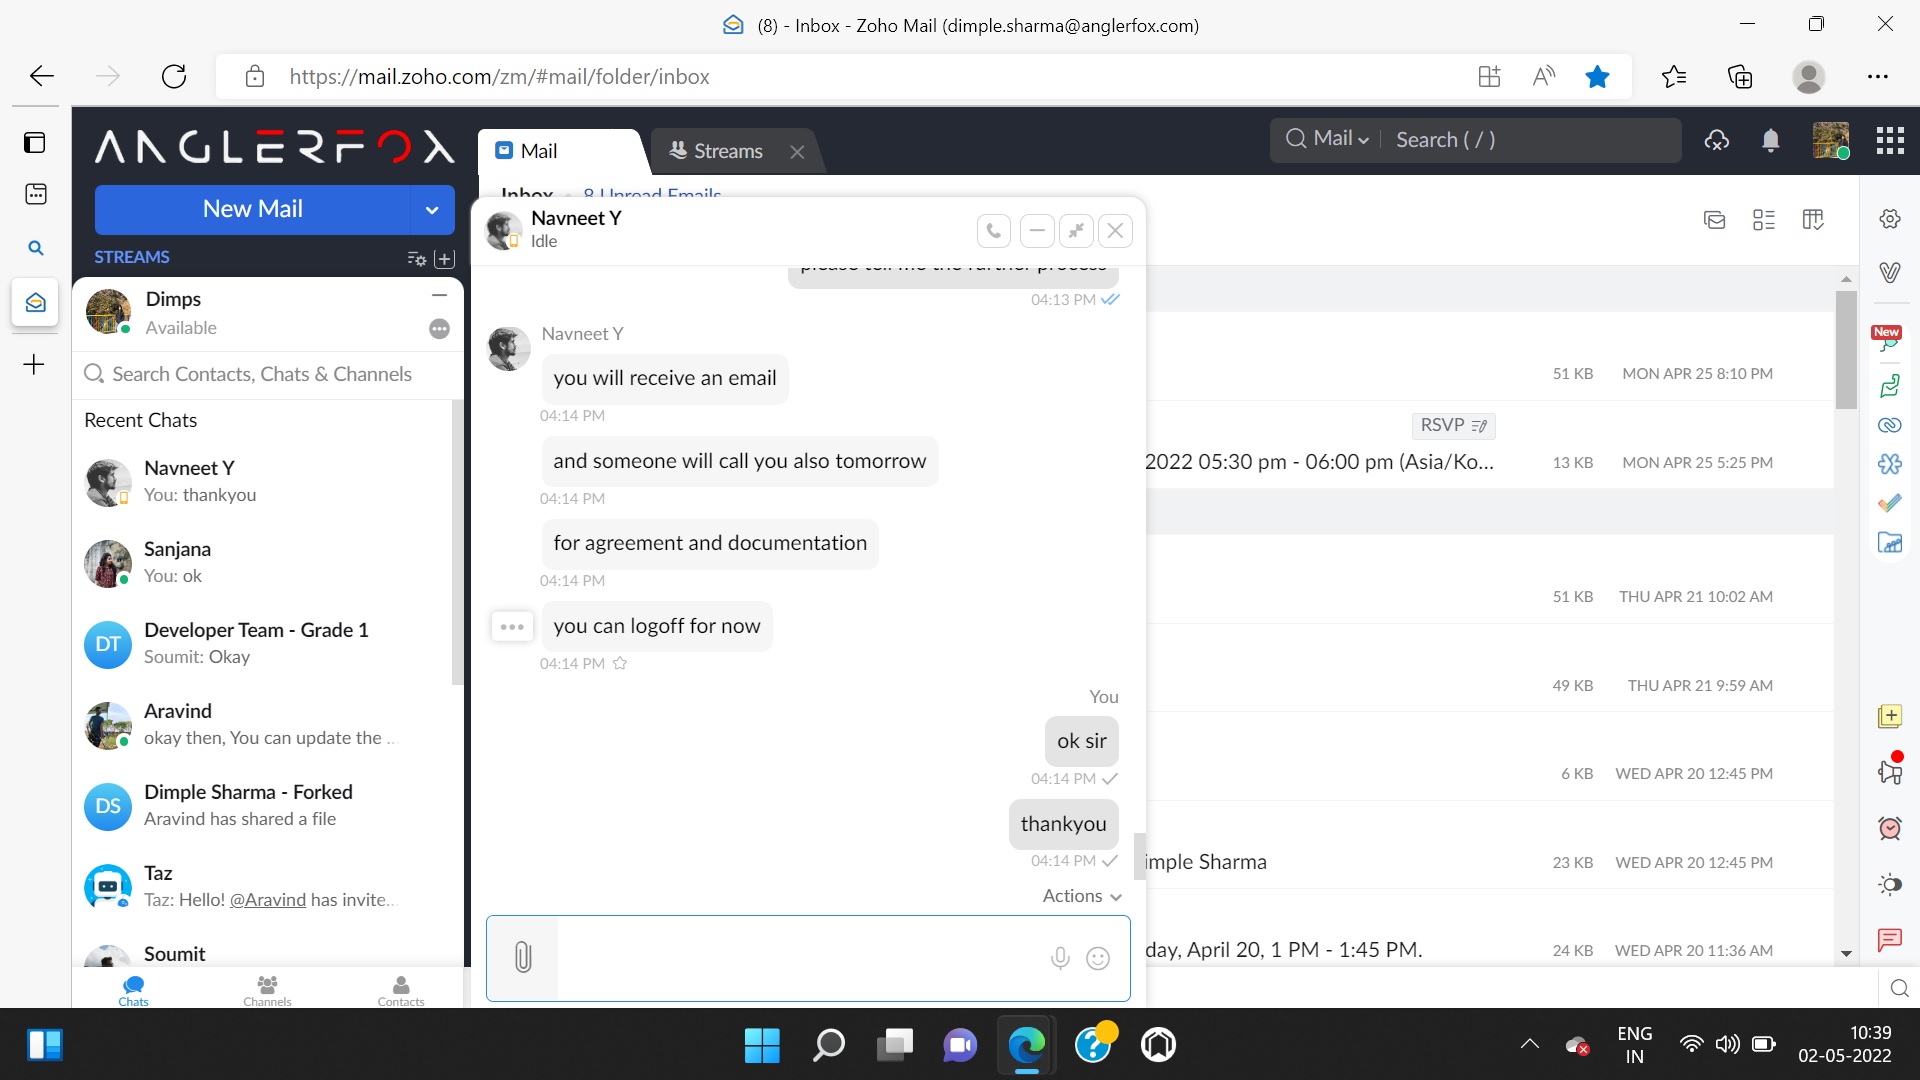 (8) - Inbox - Zoho Mail (dimple.sharma@anglerfox.com)
https://mail.zoho.com/zm/#mail/folder/inbox
ANGLERFOX
Mail
Streams
Mail
Search ( / )
New Mail
Inbox
8 Unread Emails
STREAMS
Navneet Y
Idle
Dimps
Available
please tell me the further process
04:13 PM
New
Search Contacts, Chats & Channels
Navneet Y
you will receive an email
04:14 PM
51 KB MON APR 25 8:10 PM
Recent Chats
RSVP
Navneet Y
You: thankyou
and someone will call you also tomorrow
04:14 PM
2022 05:30 pm - 06:00 pm (Asia/Ko... 13 KB MON APR 25 5:25 PM
Sanjana
You: ok
for agreement and documentation
04:14 PM
51 KB THU APR 21 10:02 AM
DT
Developer Team - Grade 1
Soumit: Okay
you can logoff for now
04:14 PM
49 KB THU APR 21 9:59 AM
Aravind
okay then, You can update the ...
You
ok sir
04:14 PM
6 KB WED APR 20 12:45 PM
DS
Dimple Sharma - Forked
Aravind has shared a file
thankyou
04:14 PM
imple Sharma 23 KB WED APR 20 12:45 PM
Taz
Taz: Hello! @Aravind has invite...
Actions
Soumit
day, April 20, 1 PM - 1:45 PM. 24 KB WED APR 20 11:36 AM
Chats
Channels
Contacts
ENG
IN
10:39
02-05-2022